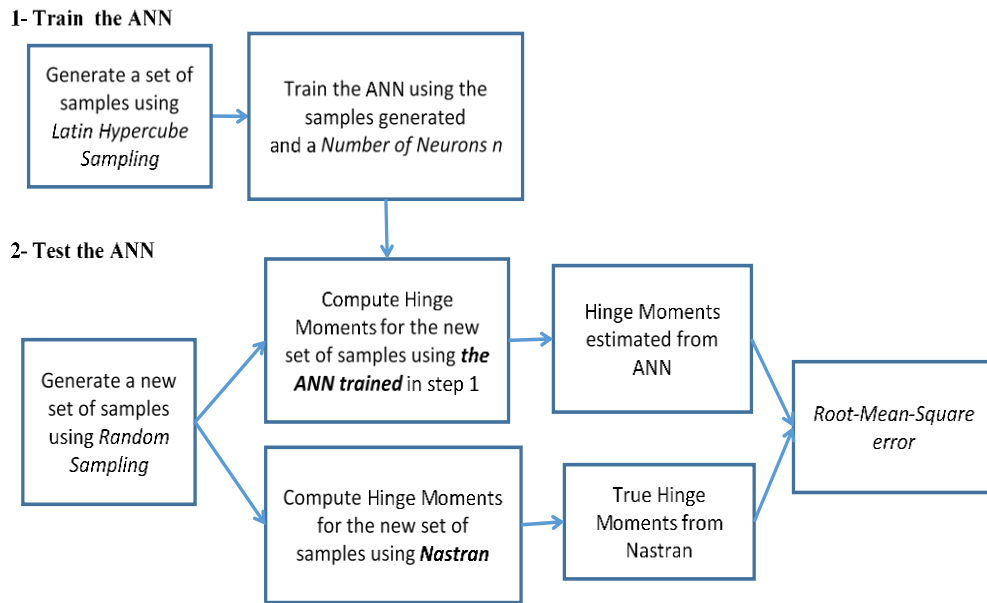 1- Train the ANN
Generate a set of
samples using
Latin Hypercube
Sampling
Train the ANN using the
samples generated
and a Number of Neurons n
2- Test the ANN
Generate a new
set of samples
using Random
Sampling
Compute Hinge
Moments for the new
set of samples using the
ANN trained in step 1
Hinge Moments
estimated from
ANN
Compute Hinge Moments
for the new set of
samples using Nastran
True Hinge
Moments from
Nastran
Root-Mean-Square
error